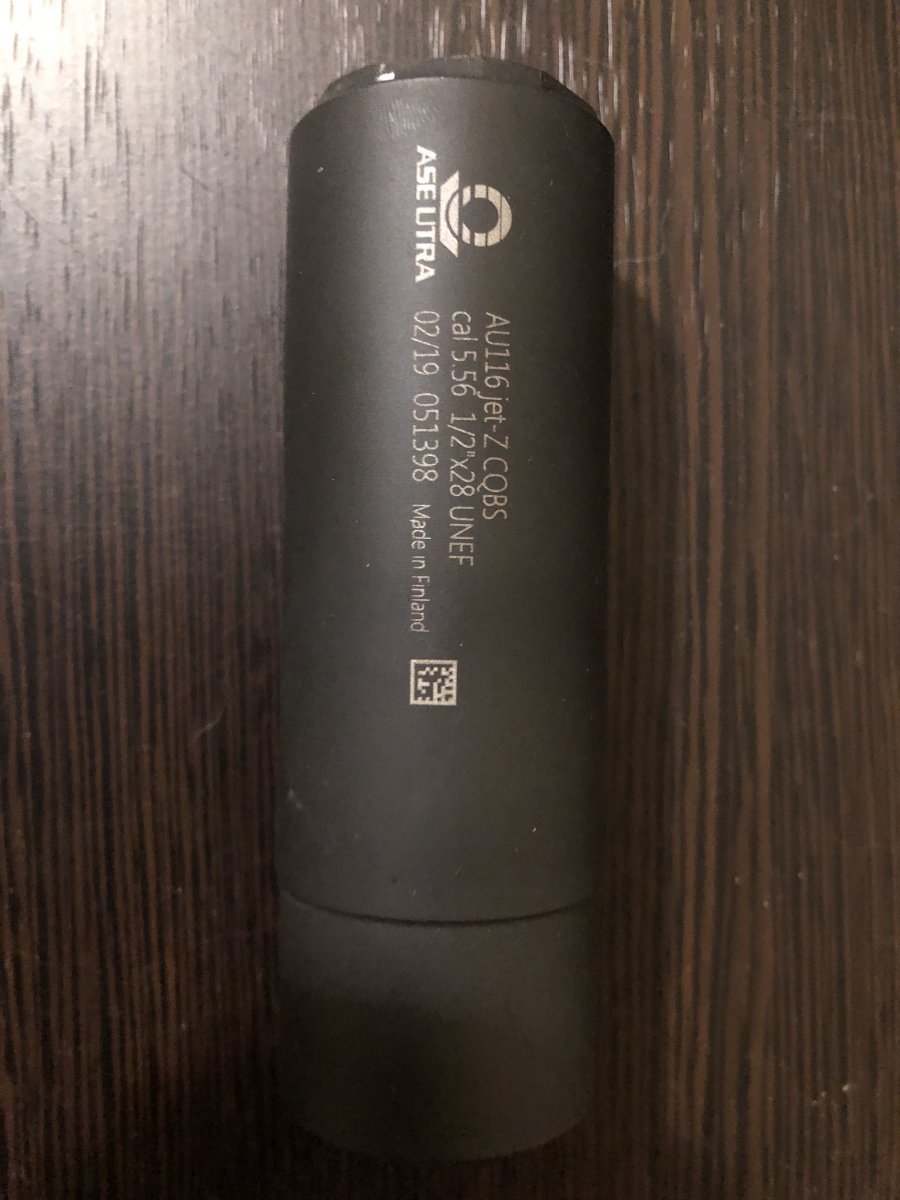 ASE UTRA
AU116 jet-Z CQBS
cal 5.56 1/2"x28 UNEF
02/19 051398 Made in Finland